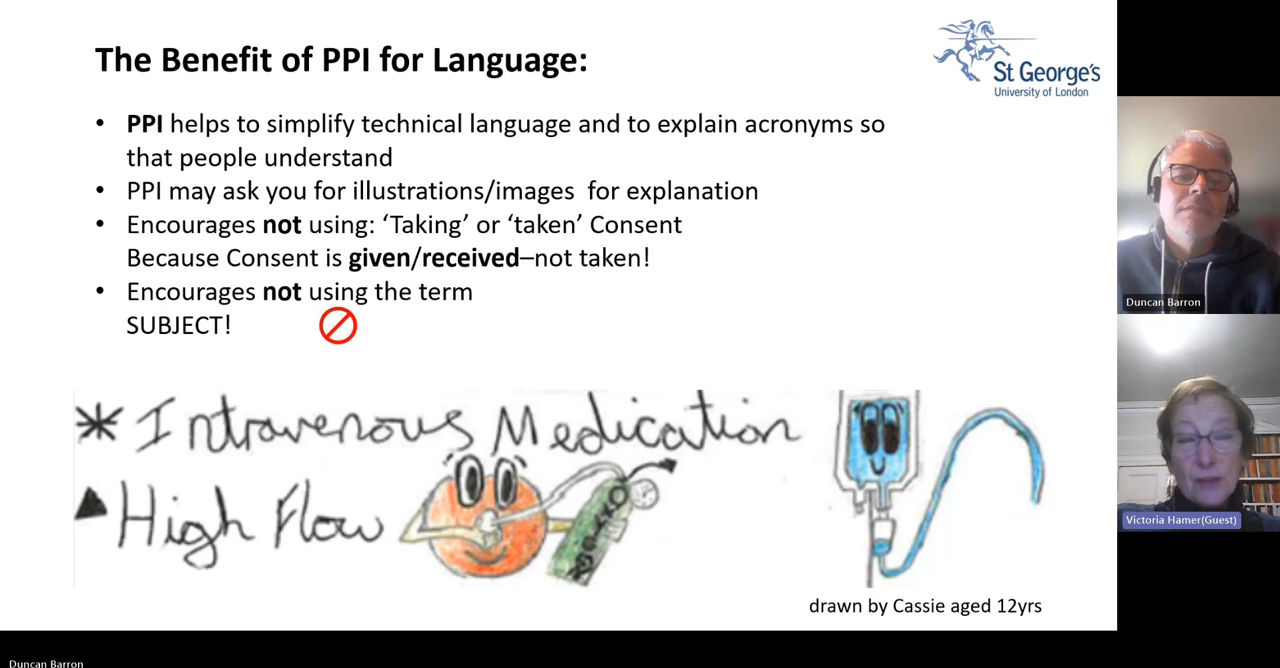 The Benefit of PPI for Language:
St George's
University of London
• PPI helps to simplify technical language and to explain acronyms so
that people understand
• PPI may ask you for illustrations/images for explanation
• Encourages not using: ‘Taking’ or ‘taken’ Consent
Because Consent is given/received–not taken!
• Encourages not using the term
SUBJECT!
* Intravenous Medication
▲ High Flow
drawn by Cassie aged 12yrs
Duncan Barron
Victoria Hamer(Guest)
Duncan Barron